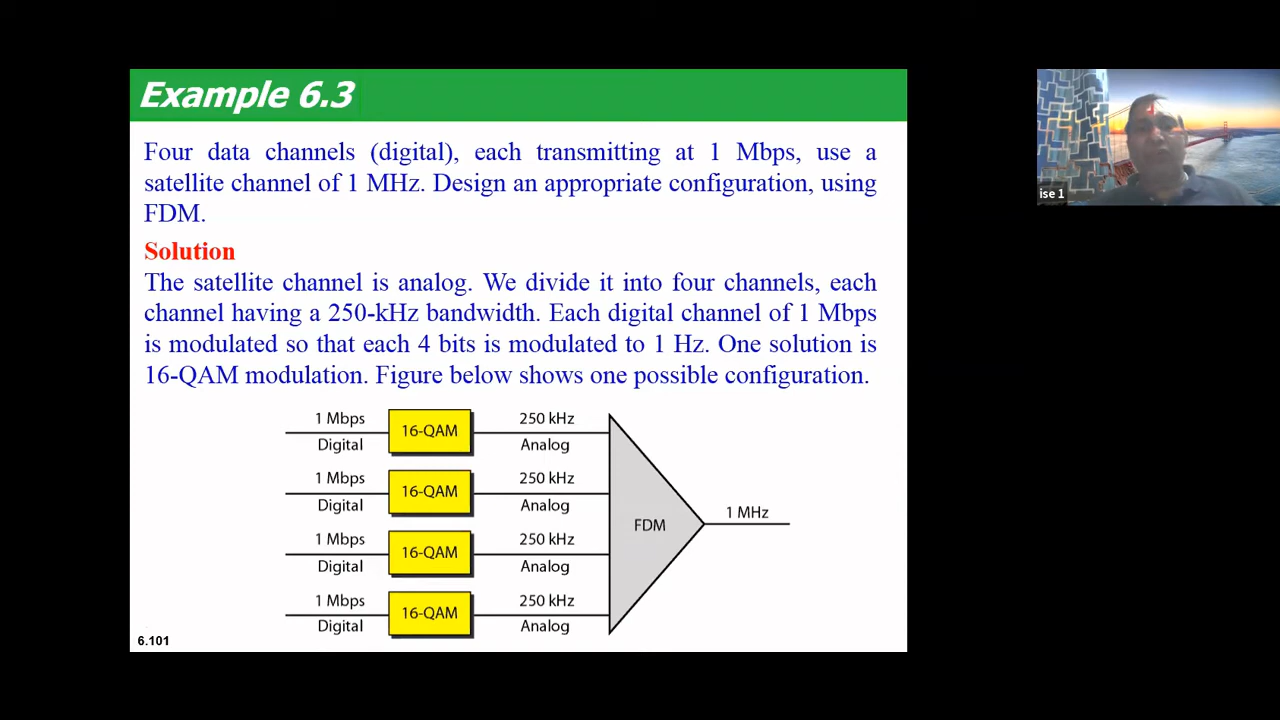 Example 6.3
Four data channels (digital), each transmitting at 1 Mbps, use a
satellite channel of 1 MHz. Design an appropriate configuration, using
FDM.
Solution
The satellite channel is analog. We divide it into four channels, each
channel having a 250-kHz bandwidth. Each digital channel of 1 Mbps
is modulated so that each 4 bits is modulated to 1 Hz. One solution is
16-QAM modulation. Figure below shows one possible configuration.
1 Mbps
Digital
16-QAM
250 kHz
Analog
1 Mbps
Digital
16-QAM
250 kHz
Analog
1 Mbps
Digital
16-QAM
250 kHz
Analog
1 Mbps
Digital
16-QAM
250 kHz
Analog
FDM
1 MHz
6.101
ise 1